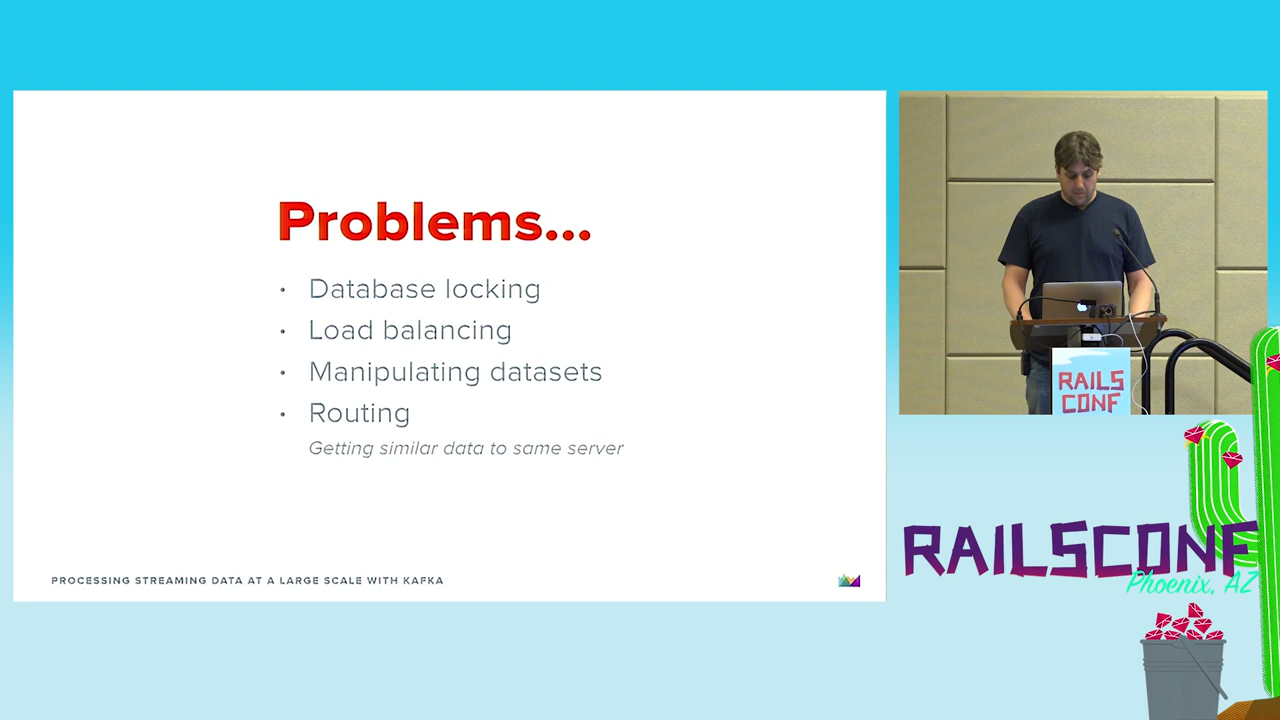 Problems...
• Database locking
• Load balancing
• Manipulating datasets
• Routing
Getting similar data to same server
PROCESSING STREAMING DATA AT A LARGE SCALE WITH KAFKA
RAILS
CONF
RAILSCONF
Phoenix, AZ